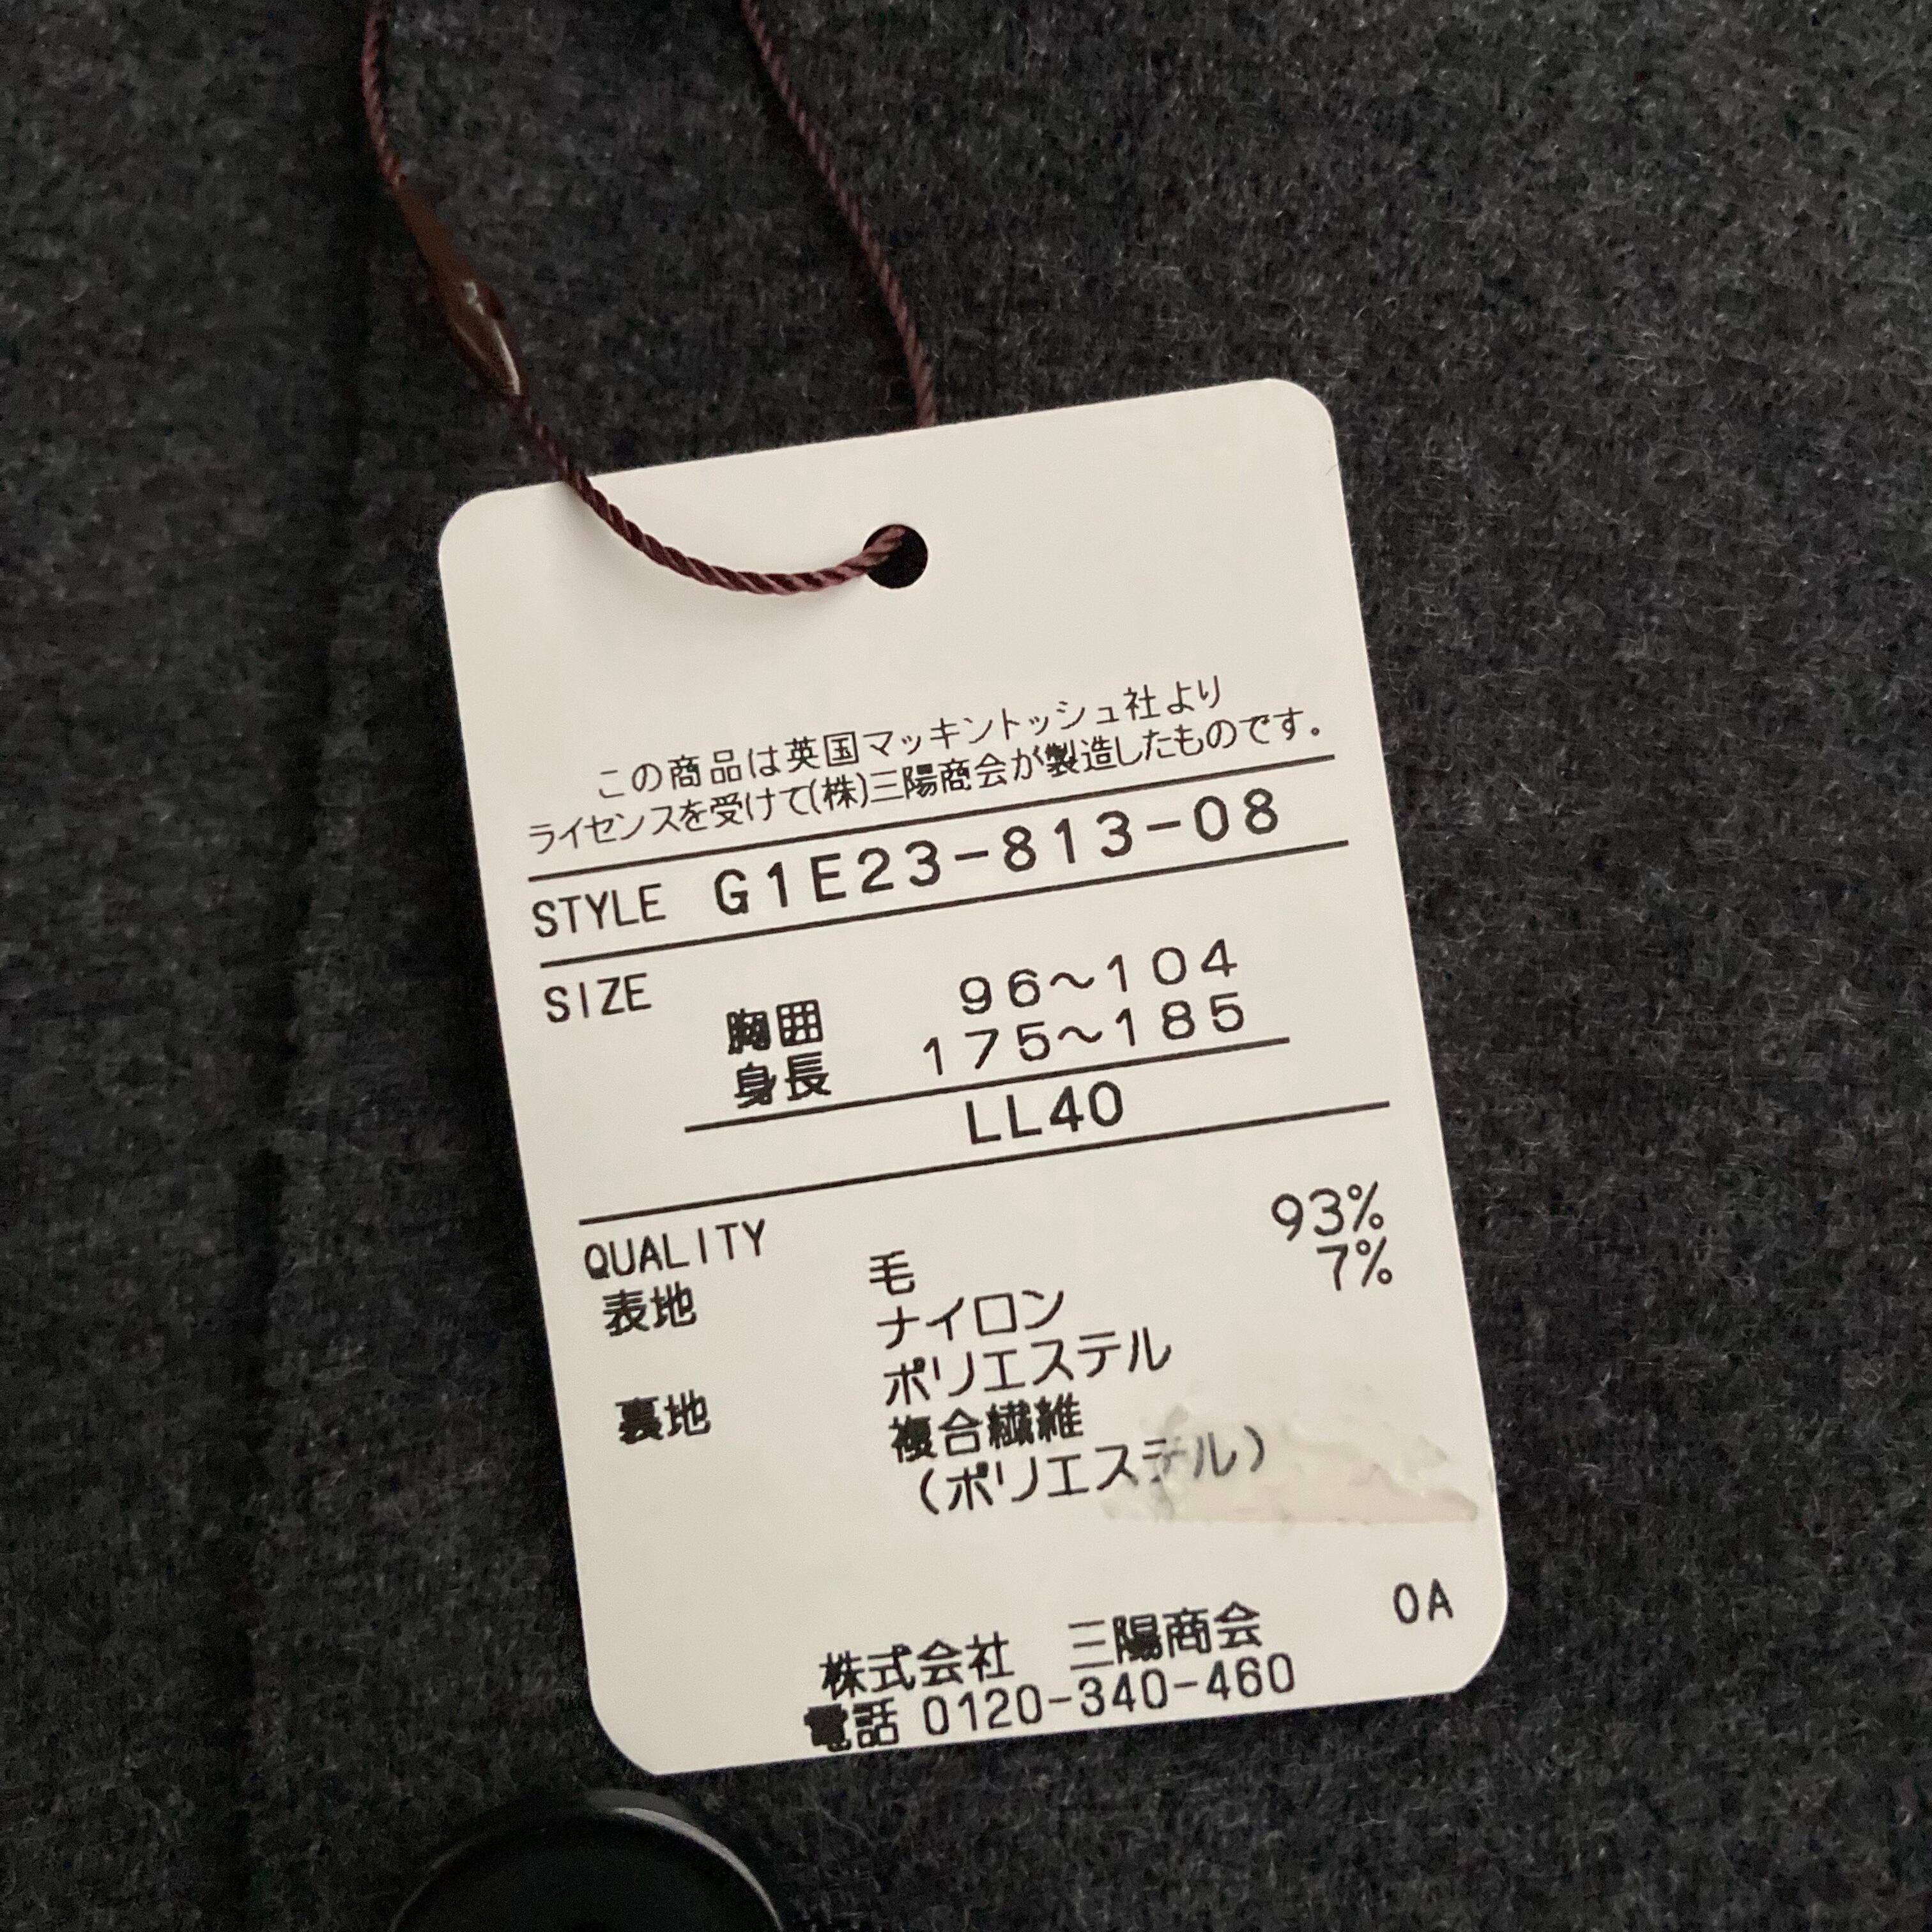 この商品は英国マッキントッシュ社より
ライセンスを受けて(株)三陽商会が製造したものです。
STYLE G1E23-813-08
SIZE
胸囲 96～104
身長 175～185
LL40
QUALITY
表地 毛 93%
ナイロン 7%
裏地 ポリエステル
複合繊維
(ポリエステル)
0A
株式会社 三陽商会
電話 0120-340-460